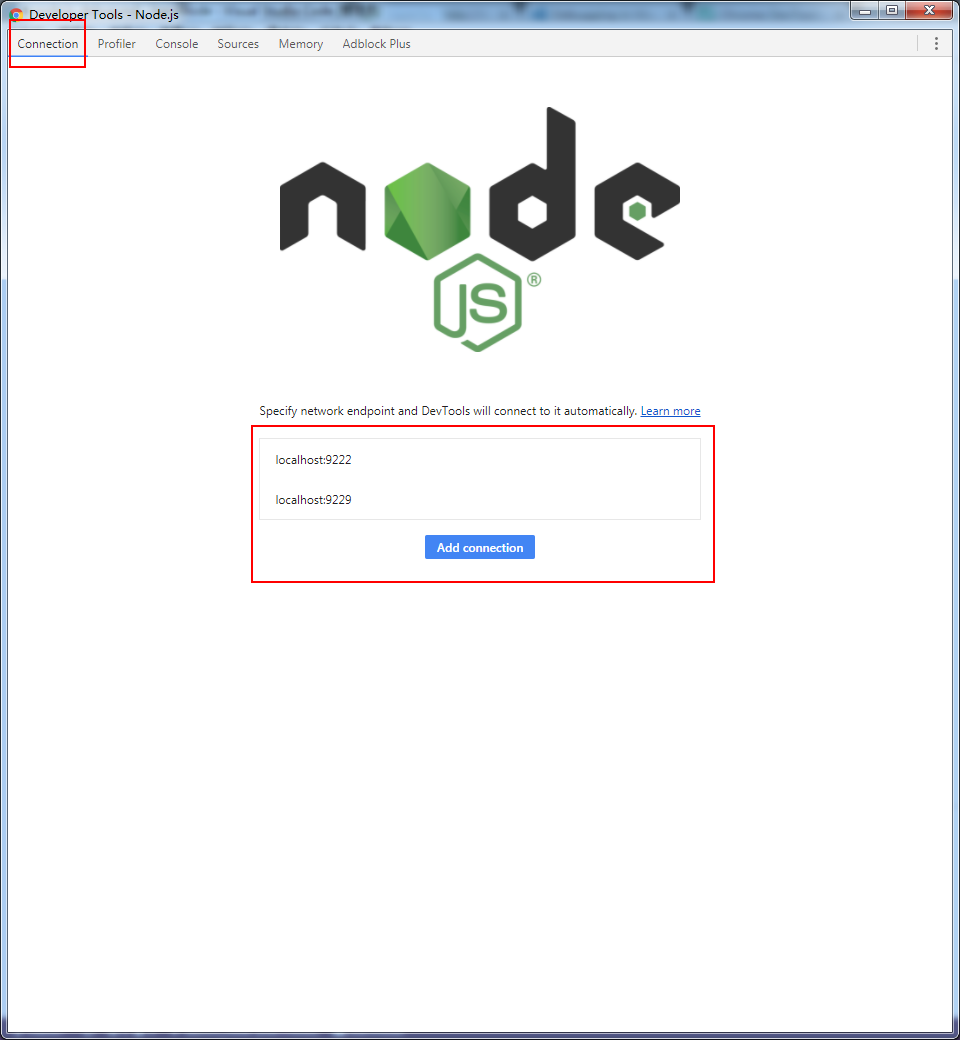 Developer Tools - Node.js
Connection Profiler Console Sources Memory Adblock Plus
node
JS ®
Specify network endpoint and DevTools will connect to it automatically. Learn more
localhost:9222
localhost:9229
Add connection